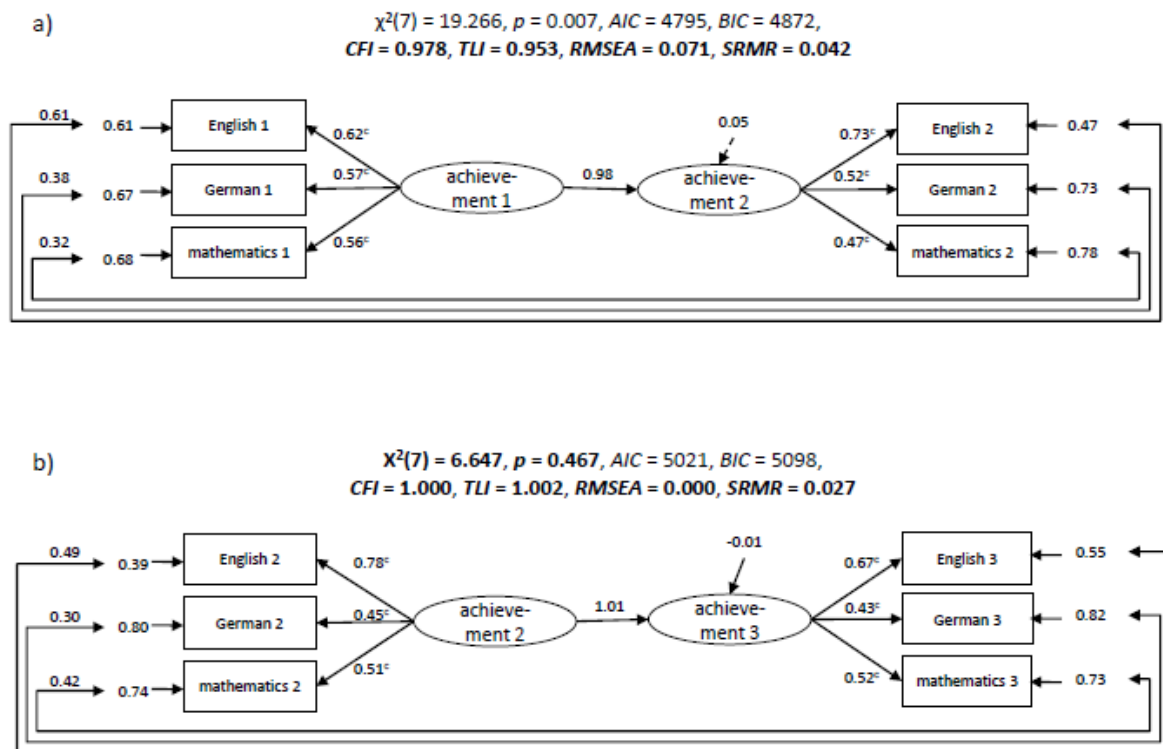 a)
χ²(7) = 19.266, p = 0.007, AIC = 4795, BIC = 4872,
CFI = 0.978, TLI = 0.953, RMSEA = 0.071, SRMR = 0.042
0.61
0.61
English 1
0.62ᶜ
0.05
0.73ᶜ
English 2
0.47
0.38
0.67
German 1
0.57ᶜ
achieve-
ment 1
0.98
achieve-
ment 2
0.52ᶜ
German 2
0.73
0.32
0.68
mathematics 1
0.56ᶜ
0.47ᶜ
mathematics 2
0.78
b)
X²(7) = 6.647, p = 0.467, AIC = 5021, BIC = 5098,
CFI = 1.000, TLI = 1.002, RMSEA = 0.000, SRMR = 0.027
0.49
0.39
English 2
0.78ᶜ
-0.01
0.67ᶜ
English 3
0.55
0.30
0.80
German 2
0.45ᶜ
achieve-
ment 2
1.01
achieve-
ment 3
0.43ᶜ
German 3
0.82
0.42
0.74
mathematics 2
0.51ᶜ
0.52ᶜ
mathematics 3
0.73